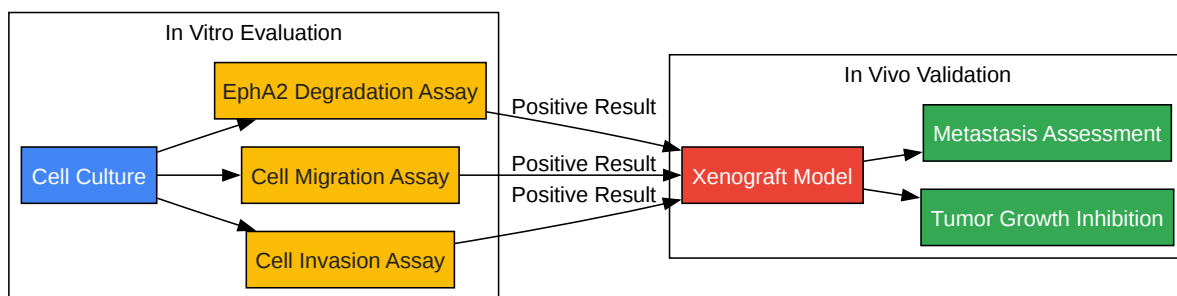 In Vitro Evaluation
In Vivo Validation
EphA2 Degradation Assay
Positive Result
Metastasis Assessment
Cell Culture
Cell Migration Assay
Positive Result
Xenograft Model
Positive Result
Tumor Growth Inhibition
Cell Invasion Assay